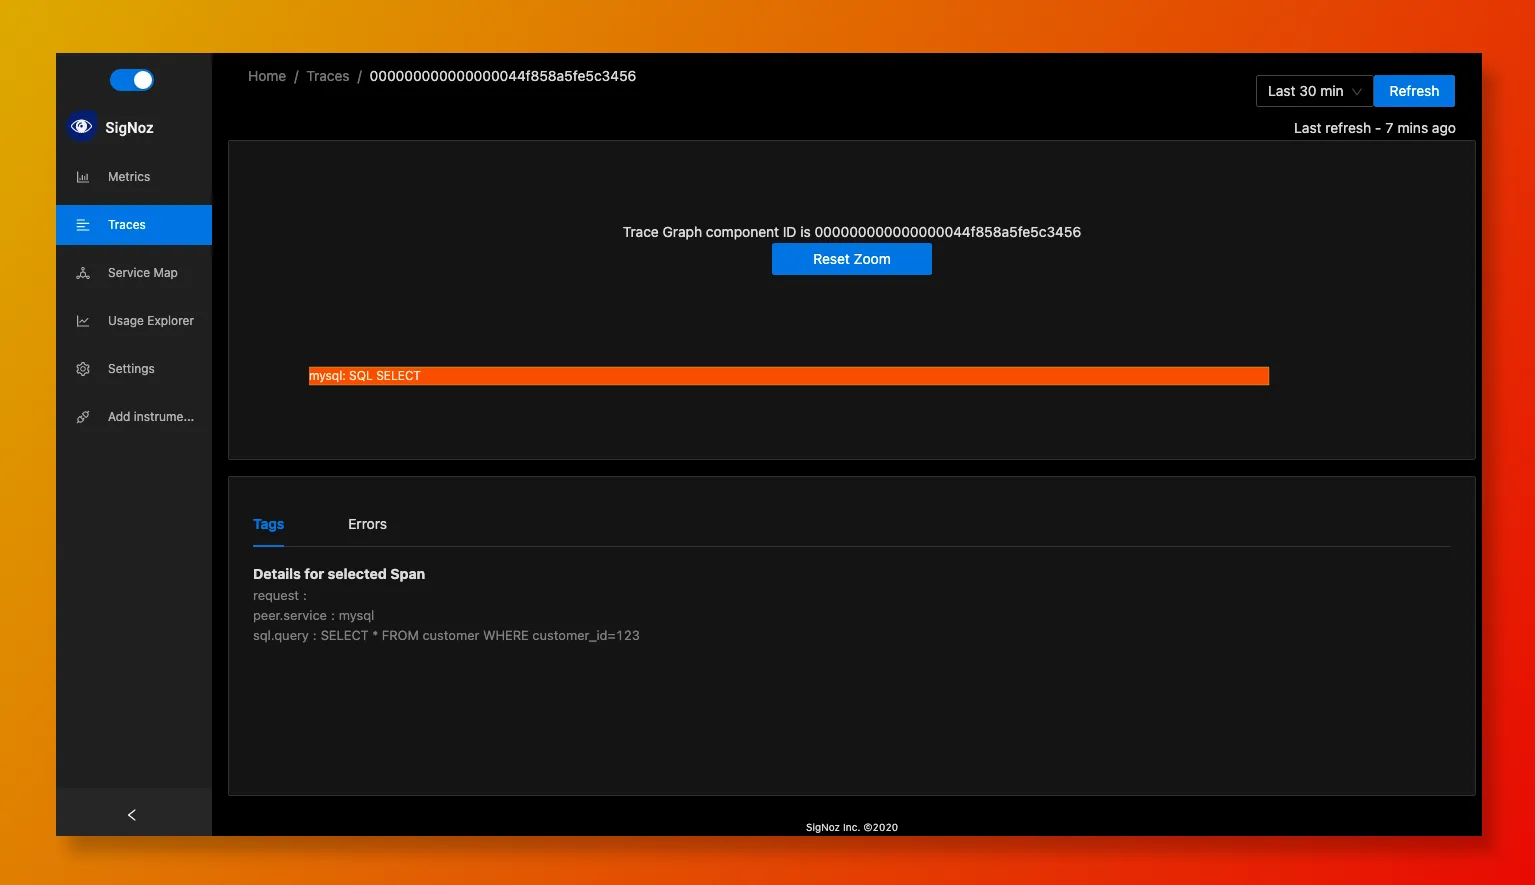 Home / Traces / 000000000000000044f858a5fe5c3456
Last 30 min
Refresh
Last refresh - 7 mins ago
SigNoz
Metrics
Traces
Service Map
Usage Explorer
Settings
Add instrume...
Trace Graph component ID is 000000000000000044f858a5fe5c3456
Reset Zoom
mysql: SQL SELECT
Tags
Errors
Details for selected Span
request :
peer.service : mysql
sql.query : SELECT * FROM customer WHERE customer_id=123
SigNoz Inc. ©2020